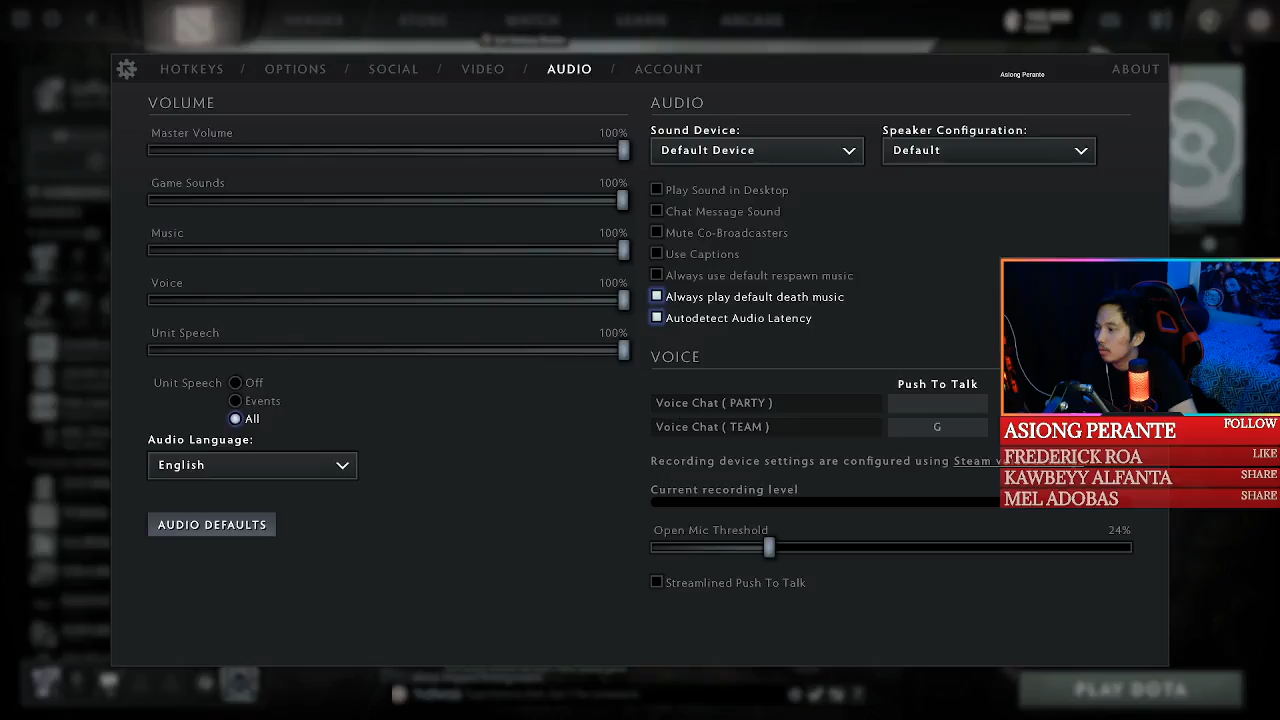 HOTKEYS / OPTIONS / SOCIAL / VIDEO / AUDIO / ACCOUNT
Asiong Perante
ABOUT
VOLUME
Master Volume 100%
Game Sounds 100%
Music 100%
Voice 100%
Unit Speech 100%
Unit Speech Off
Events
All
Audio Language:
English
AUDIO DEFAULTS
AUDIO
Sound Device: Speaker Configuration:
Default Device Default
Play Sound in Desktop
Chat Message Sound
Mute Co-Broadcasters
Use Captions
Always use default respawn music
Always play default death music
Autodetect Audio Latency
VOICE
Push To Talk
Voice Chat ( PARTY )
Voice Chat ( TEAM ) G
Recording device settings are configured using Steam
Current recording level
Open Mic Threshold 24%
Streamlined Push To Talk
ASIONG PERANTE FOLLOW
FREDERICK ROA LIKE
KAWBEYY ALFANTA SHARE
MEL ADOBAS SHARE
PLAY DOTA